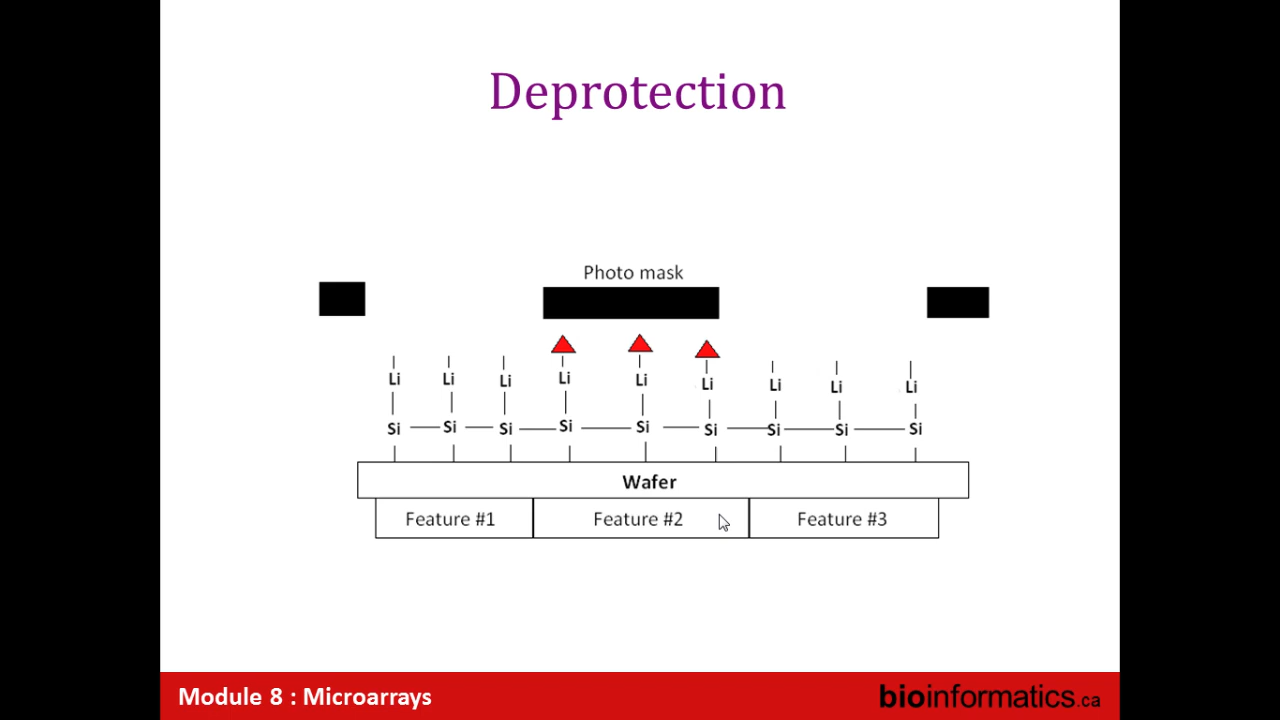 Deprotection
Photo mask
Li Li Li Li Li Li Li Li Li
Si Si Si Si Si Si Si Si Si
Wafer
Feature #1 Feature #2 Feature #3
Module 8 : Microarrays bioinformatics.ca